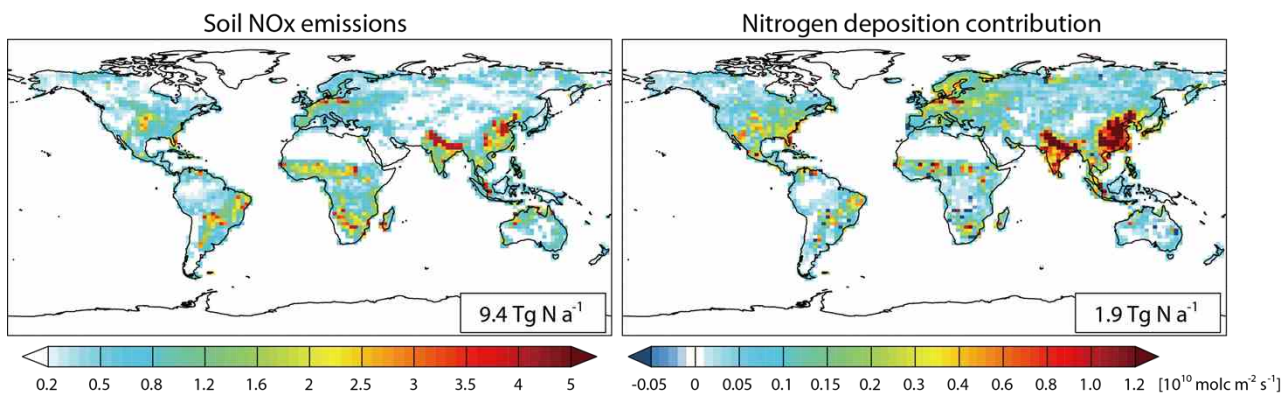 Soil NOx emissions
Nitrogen deposition contribution
9.4 Tg N a⁻¹
1.9 Tg N a⁻¹
0.2 0.5 0.8 1.2 1.6 2 2.5 3 3.5 4 5
-0.05 0 0.05 0.1 0.15 0.2 0.3 0.4 0.6 0.8 1.0 1.2 [10¹⁰ molc m⁻² s⁻¹]